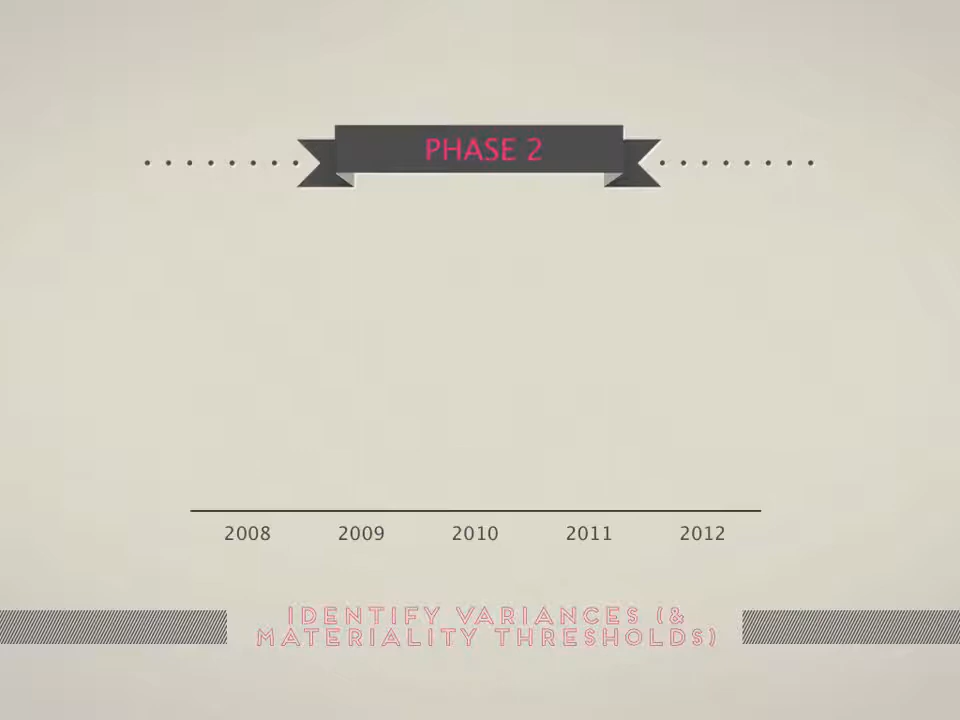 PHASE 2
2008 2009 2010 2011 2012
IDENTIFY VARIANCES (&
MATERIALITY THRESHOLDS)